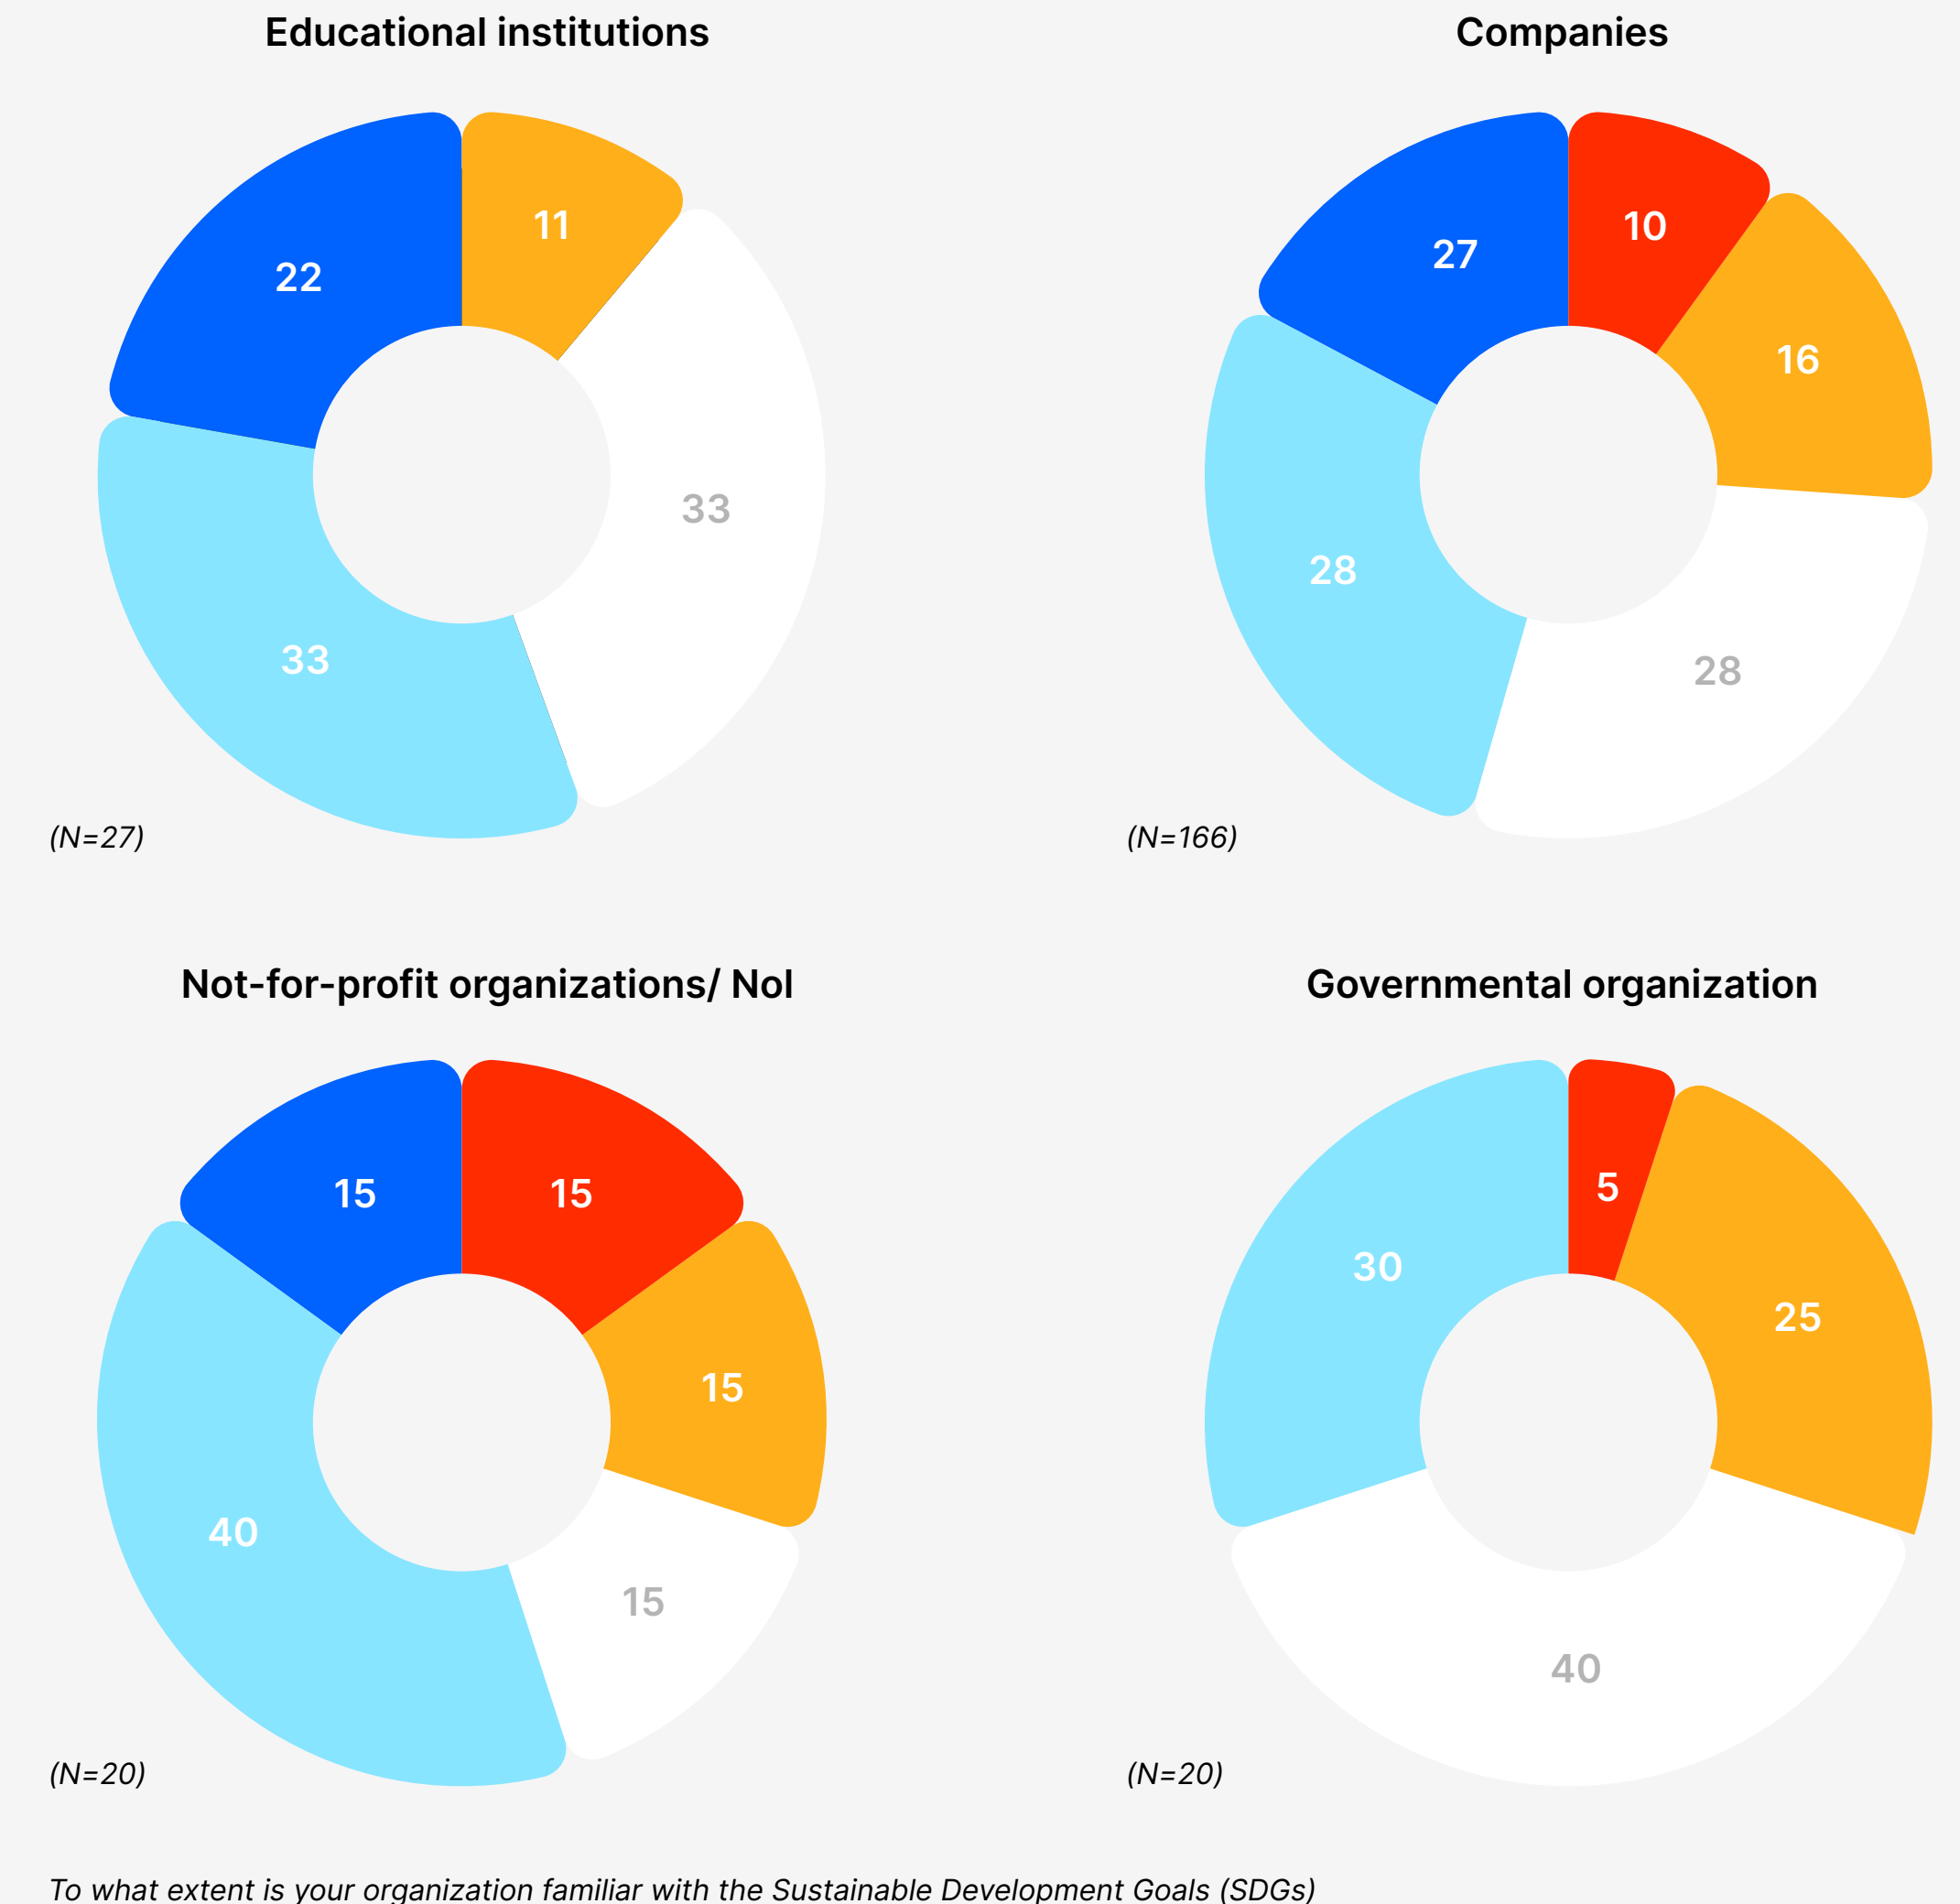 Educational institutions
Companies
22
11
33
33
(N=27)
27
10
16
28
28
(N=166)
Not-for-profit organizations/ NoI
Governmental organization
15
15
15
40
15
(N=20)
30
5
25
40
(N=20)
To what extent is your organization familiar with the Sustainable Development Goals (SDGs)